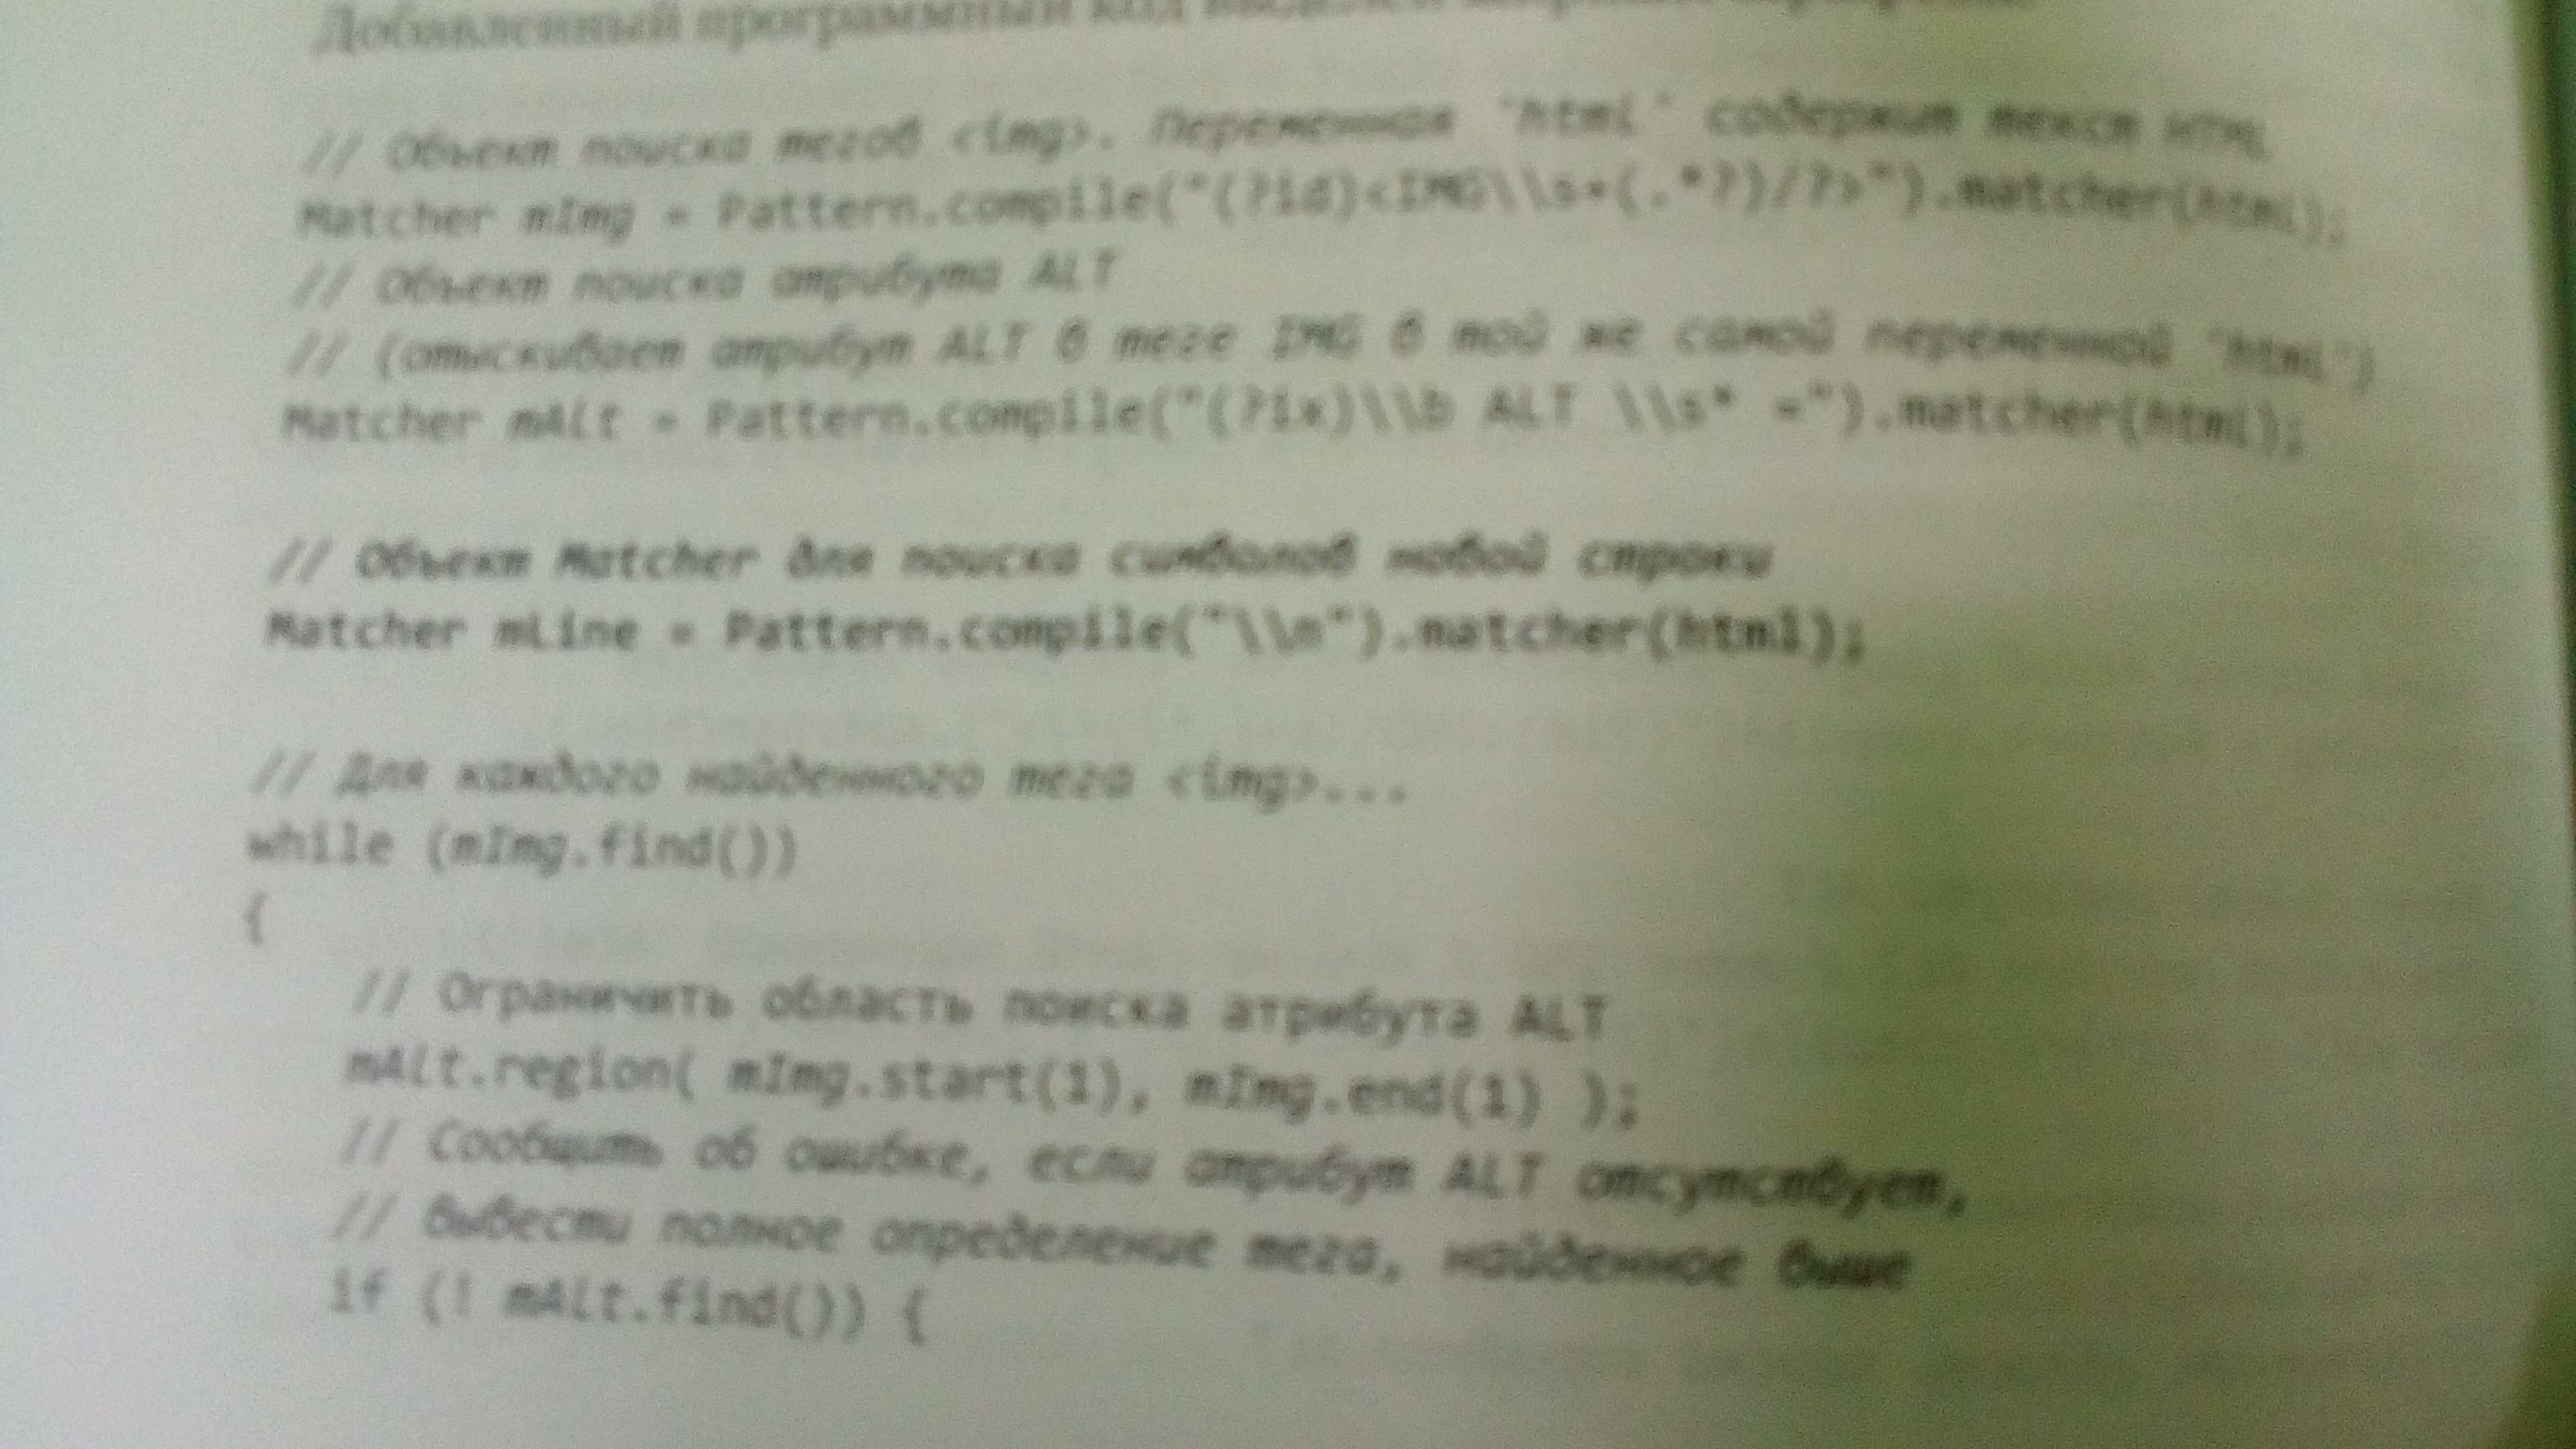 Добавленный программный код
// Объект поиска тегов <img>. Переменная 'html' содержит текст HTML
Matcher mImg = Pattern.compile("(?id)<IMG\\s+(.*?)/?>").matcher(html);
// Объект поиска атрибута ALT
// (отыскивает атрибут ALT в теге IMG в той же самой переменной 'html')
Matcher mAlt = Pattern.compile("(?ix)\\b ALT \\s* =").matcher(html);
// Объект Matcher для поиска символов новой строки
Matcher mLine = Pattern.compile("\\n").matcher(html);
// Для каждого найденного тега <img>...
while (mImg.find())
{
// Ограничить область поиска атрибута ALT
mAlt.region( mImg.start(1), mImg.end(1) );
// Сообщить об ошибке, если атрибут ALT отсутствует,
// вывести полное определение тега, найденное выше
if (! mAlt.find()) {